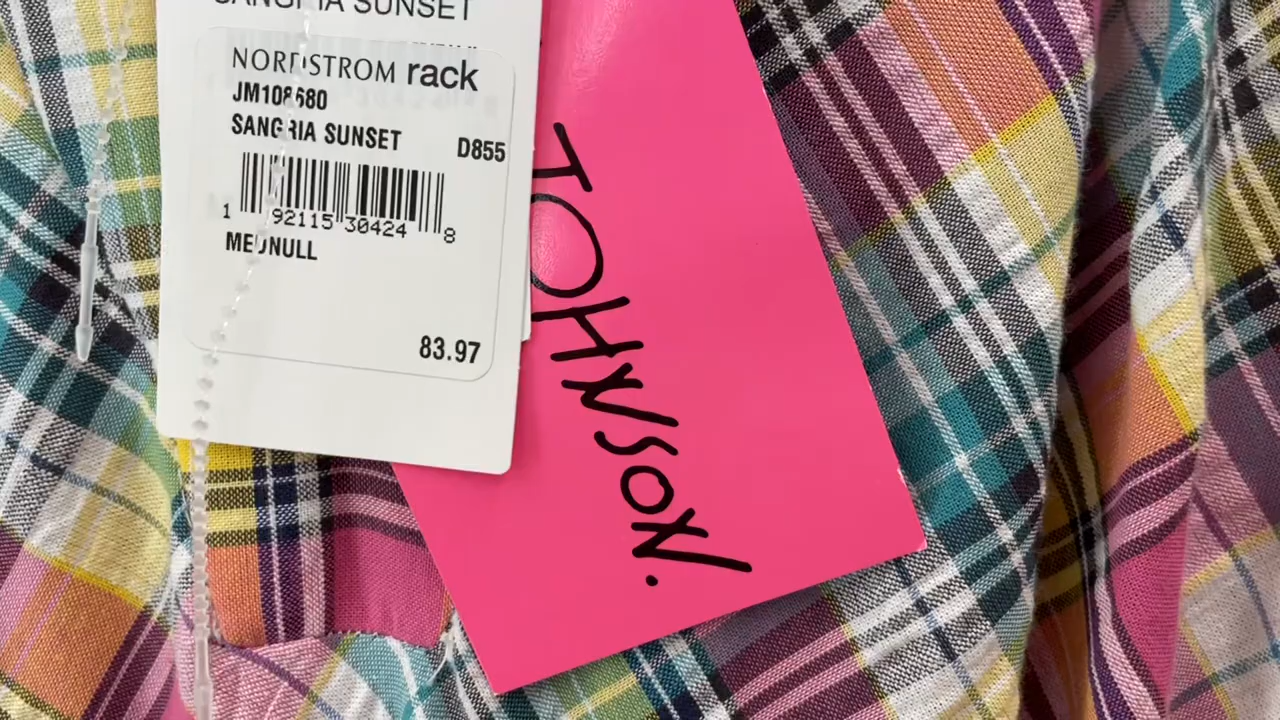 SANGRIA SUNSET
NORDSTROM rack
JM108680
SANGRIA SUNSET
D855
1 92115 30424 8
MEDNULL
83.97
JOHNSON.